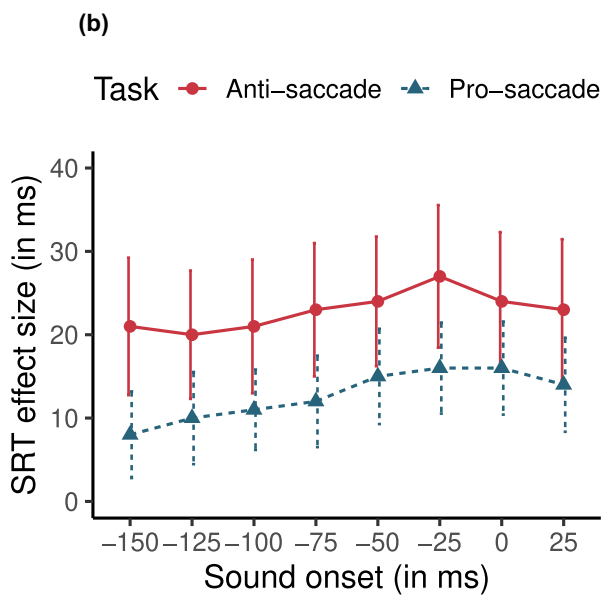 (b)
Task Anti−saccade Pro−saccade
40
30
20
10
0
SRT effect size (in ms)
−150 −125 −100 −75 −50 −25 0 25
Sound onset (in ms)